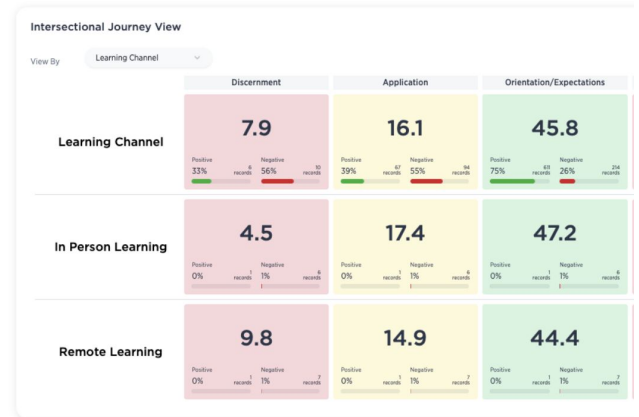 Intersectional Journey View
View By Learning Channel
Discernment Application Orientation/Expectations
Learning Channel 7.9 16.1 45.8
Positive Negative Positive Negative Positive Negative
33% 6 records 56% 10 records 39% 67 records 55% 94 records 75% records 26% 214 records
In Person Learning 4.5 17.4 47.2
Positive Negative Positive Negative Positive Negative
0% 1 records 1% 6 records 0% 1 records 1% 6 records 0% 1 records 1% 6 records
Remote Learning 9.8 14.9 44.4
Positive Negative Positive Negative Positive Negative
0% 1 records 1% 7 records 0% 1 records 1% 7 records 0% 1 records 1% 7 records